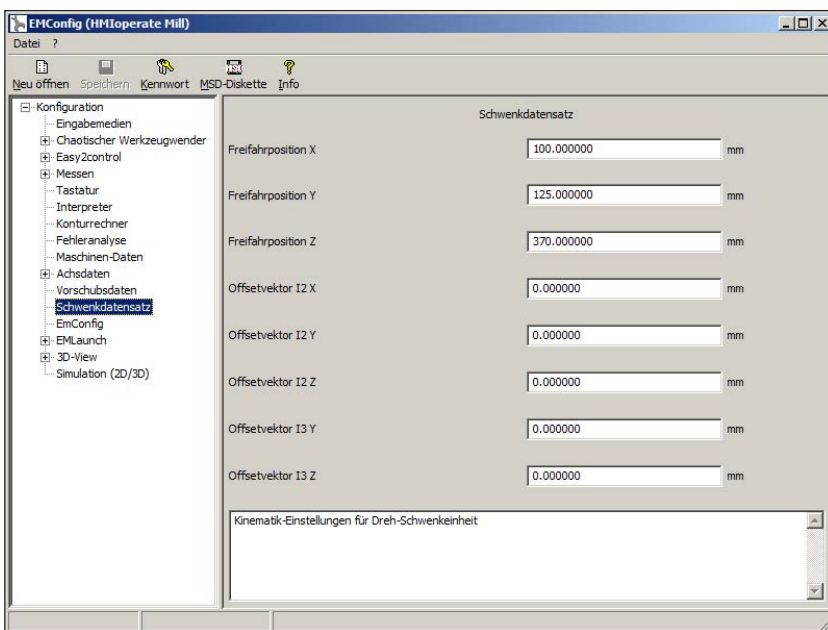 EMConfig (HMIoperate Mill)
Datei ?
Neu öffnen Speichern Kennwort MSD-Diskette Info
Konfiguration
Eingabemedien
Chaotischer Werkzeugwender
Easy2control
Messen
Tastatur
Interpreter
Konturrechner
Fehleranalyse
Maschinen-Daten
Achsdaten
Vorschubsdaten
Schwenkdatensatz
EmConfig
EMLaunch
3D-View
Simulation (2D/3D)
Schwenkdatensatz
Freifahrposition X 100.000000 mm
Freifahrposition Y 125.000000 mm
Freifahrposition Z 370.000000 mm
Offsetvektor I2 X 0.000000 mm
Offsetvektor I2 Y 0.000000 mm
Offsetvektor I2 Z 0.000000 mm
Offsetvektor I3 Y 0.000000 mm
Offsetvektor I3 Z 0.000000 mm
Kinematik-Einstellungen für Dreh-Schwenkeinheit